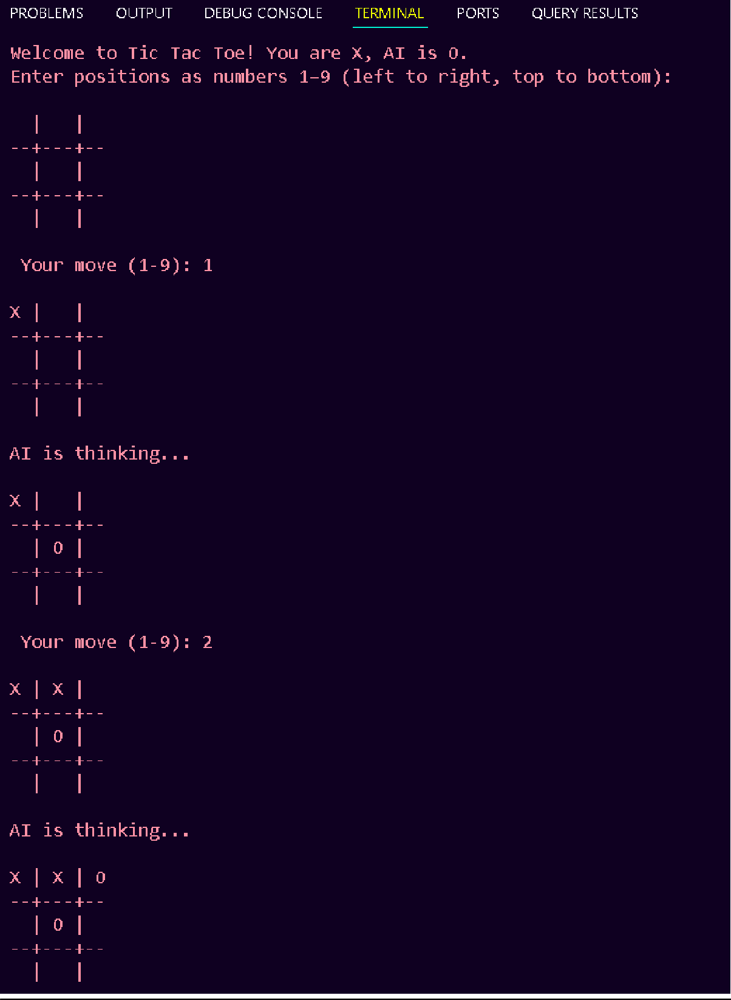 PROBLEMS OUTPUT DEBUG CONSOLE TERMINAL PORTS QUERY RESULTS
Welcome to Tic Tac Toe! You are X, AI is O.
Enter positions as numbers 1–9 (left to right, top to bottom):
  |   |
--+---+--
  |   |
--+---+--
  |   |
 Your move (1-9): 1
X |   |
--+---+--
  |   |
--+---+--
  |   |
AI is thinking...
X |   |
--+---+--
  | O |
--+---+--
  |   |
 Your move (1-9): 2
X | X |
--+---+--
  | O |
--+---+--
  |   |
AI is thinking...
X | X | O
--+---+--
  | O |
--+---+--
  |   |